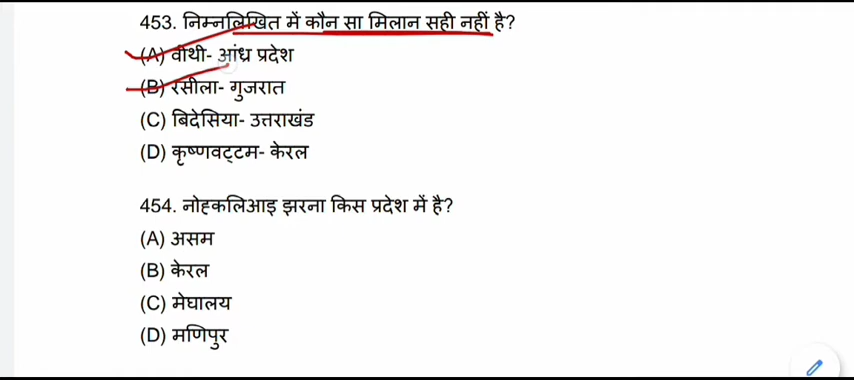 453. निम्नलिखित में कौन सा मिलान सही नहीं है?
(A) वीथी- आंध्र प्रदेश
(B) रसीला- गुजरात
(C) बिदेसिया- उत्तराखंड
(D) कृष्णवट्टम- केरल
454. नोह्कलिआइ झरना किस प्रदेश में है?
(A) असम
(B) केरल
(C) मेघालय
(D) मणिपुर